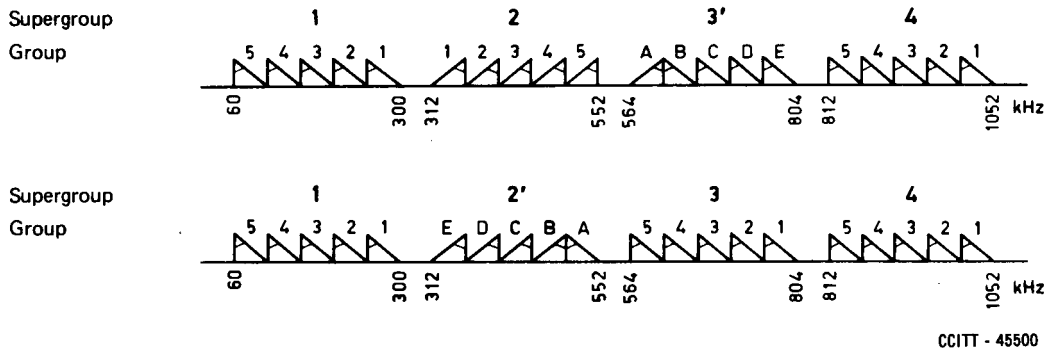 Supergroup 1 2 3' 4
Group 5 4 3 2 1 1 2 3 4 5 A B C D E 5 4 3 2 1
60 300 312 552 564 804 812 1052 kHz
Supergroup 1 2' 3 4
Group 5 4 3 2 1 E D C B A 5 4 3 2 1 5 4 3 2 1
60 300 312 552 564 804 812 1052 kHz
CCITT - 45500